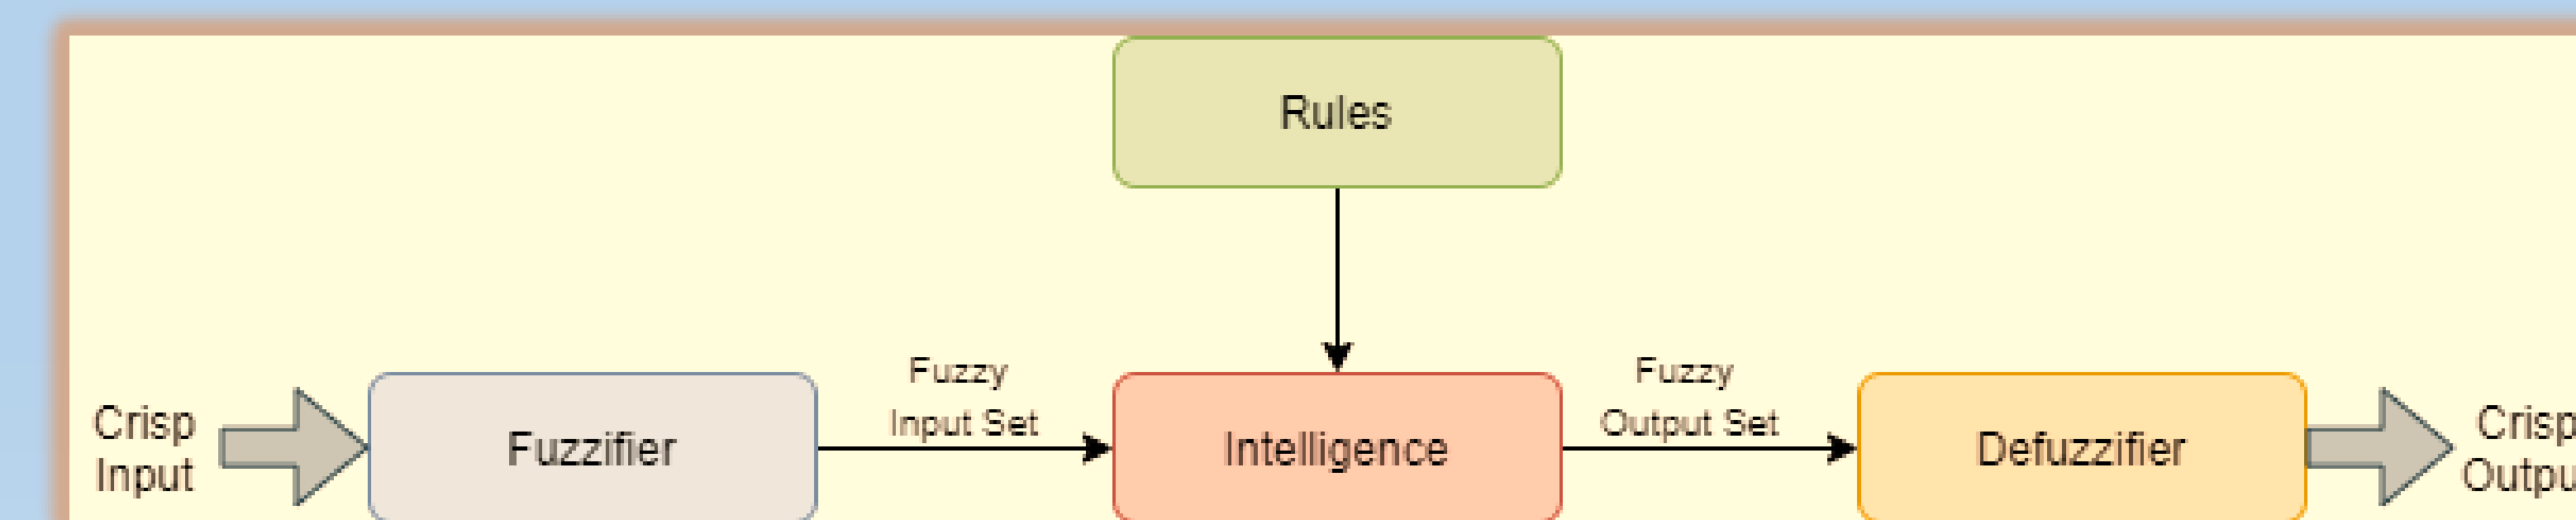 Rules
Crisp
Input
Fuzzifier
Fuzzy
Input Set
Intelligence
Fuzzy
Output Set
Defuzzifier
Crisp